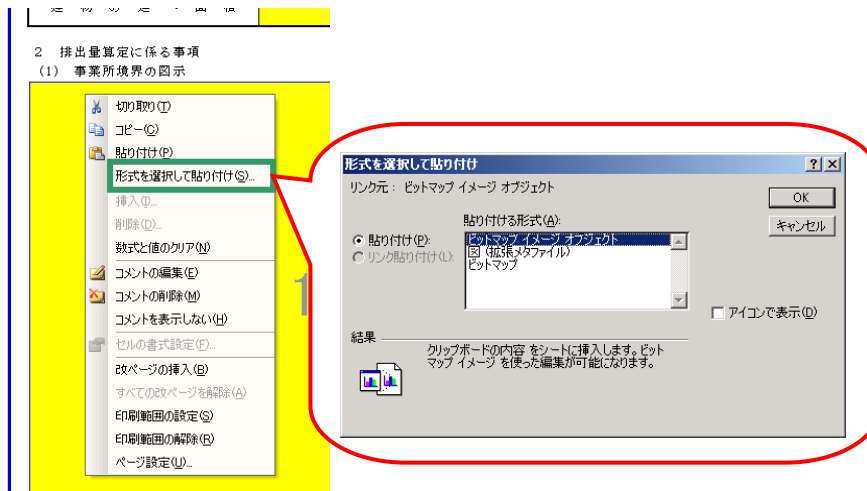 2 排出量算定に係る事項
(1) 事業所境界の図示
切り取り(T)
コピー(C)
貼り付け(P)
形式を選択して貼り付け(S)...
挿入(I)...
削除(D)...
数式と値のクリア(N)
コメントの編集(E)
コメントの削除(M)
コメントを表示しない(H)
セルの書式設定(F)...
改ページの挿入(B)
すべての改ページを解除(A)
印刷範囲の設定(S)
印刷範囲の解除(R)
ページ設定(U)...
1
形式を選択して貼り付け
リンク元: ビットマップ イメージ オブジェクト
貼り付ける形式(A):
貼り付け(P):
リンク貼り付け(L):
ビットマップ イメージ オブジェクト
図 (拡張メタファイル)
ビットマップ
OK
キャンセル
アイコンで表示(D)
結果
クリップボードの内容 をシートに挿入します。ビット
マップ イメージ を使った編集が可能になります。